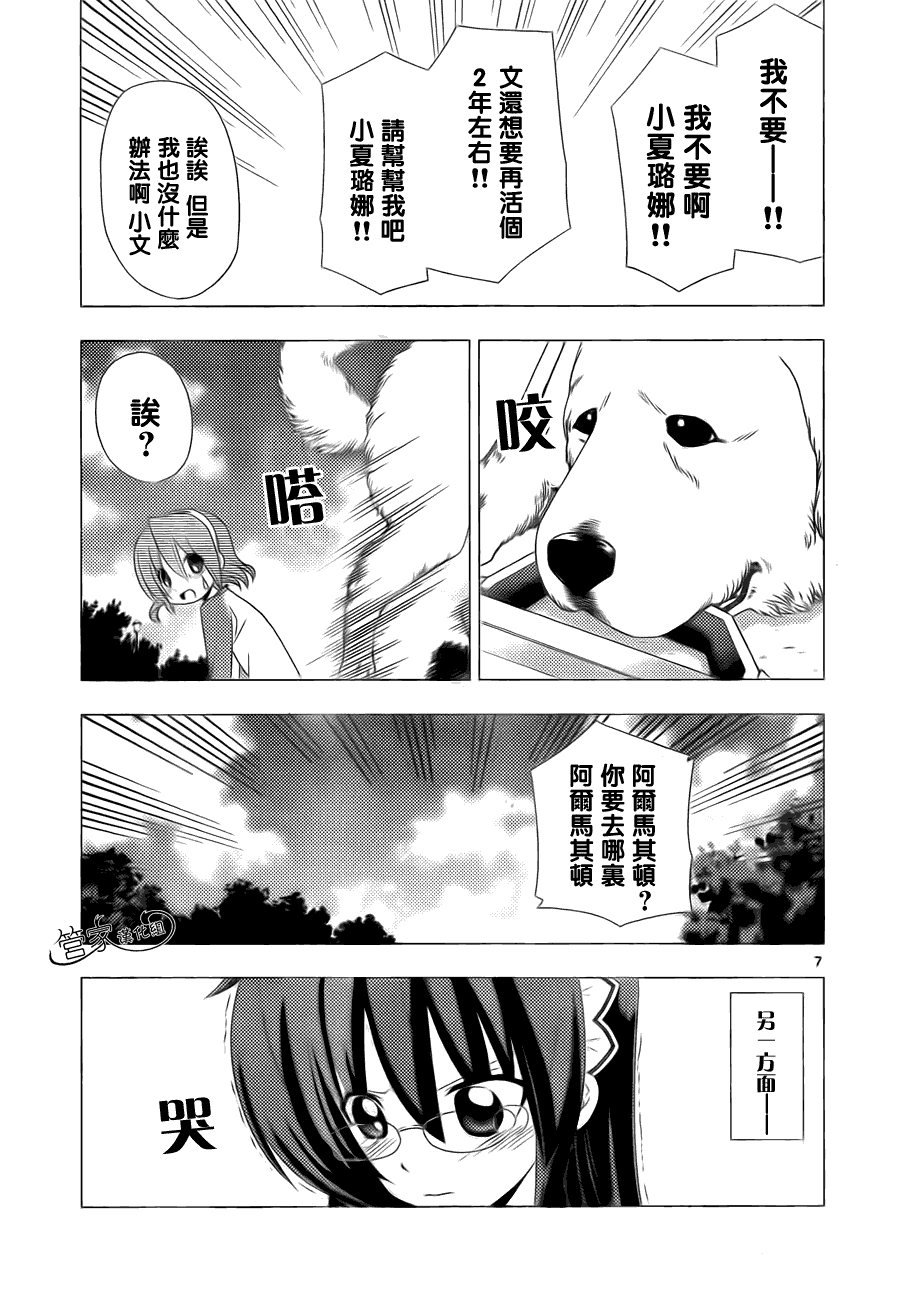 我不要——!!
我不要啊
小夏璐娜!!
文還想要再活個
2年左右!!
請幫幫我吧
小夏璐娜!!
誒誒 但是
我也沒什麼
辦法啊 小文
咬
誒?
嗒
阿爾馬其頓?
你要去哪裏
阿爾馬其頓
管家漢化組
7
另一方面——
哭